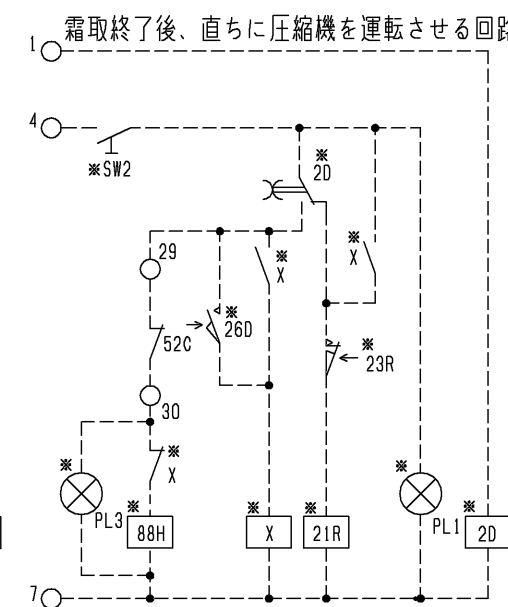 霜取終了後、直ちに圧縮機を運転させる回路
1
4
※SW2
※
2D
※
X
29
※
X
※
26D
52C
※
23R
30
※
X
※
PL3
※
88H
※
X
※
21R
※
PL1
※
2D
7